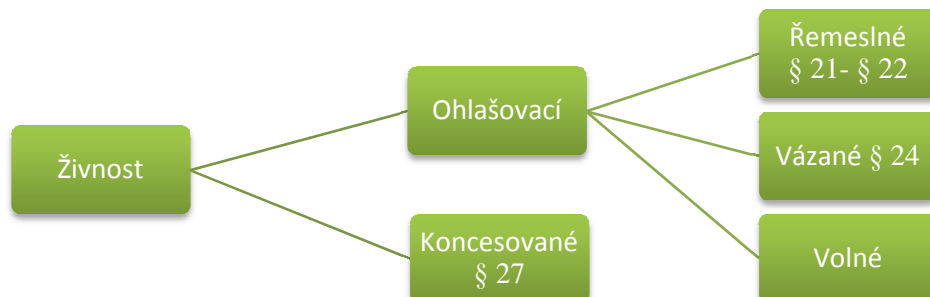 Živnost
Ohlašovací
Koncesované
§ 27
Řemeslné
§ 21- § 22
Vázané § 24
Volné